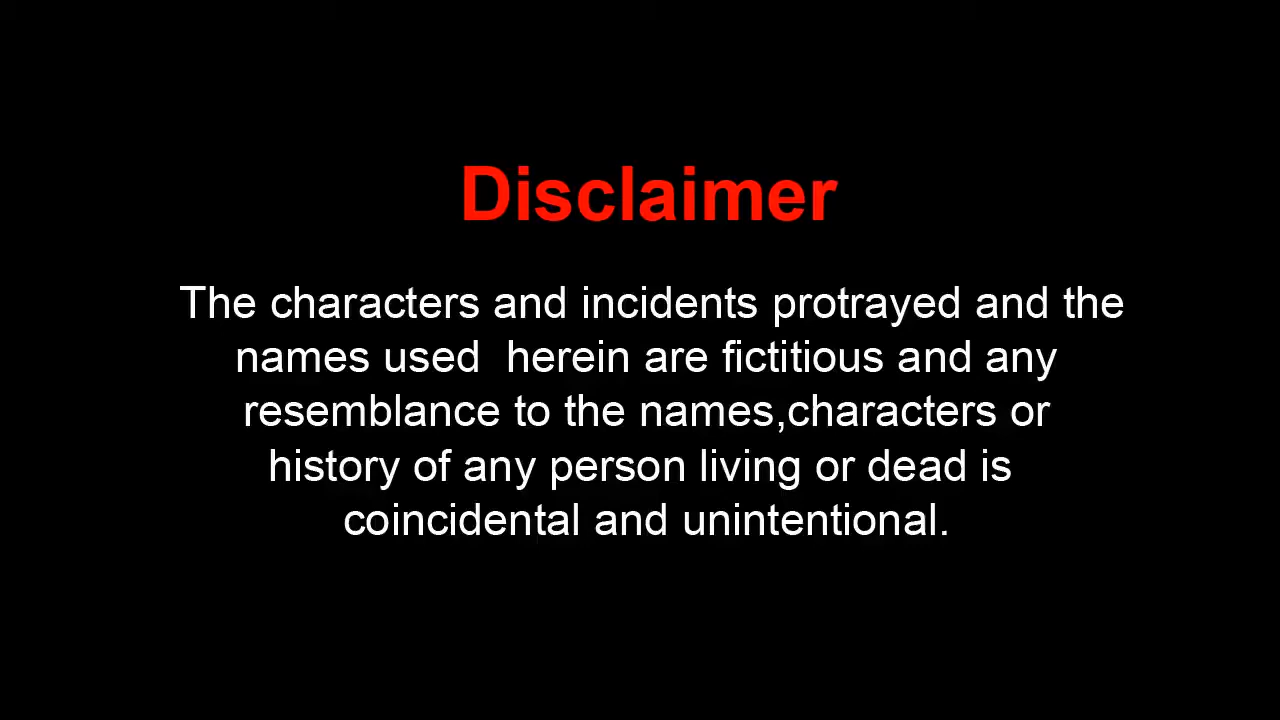 Disclaimer
The characters and incidents protrayed and the
names used  herein are fictitious and any
resemblance to the names,characters or
history of any person living or dead is
coincidental and unintentional.